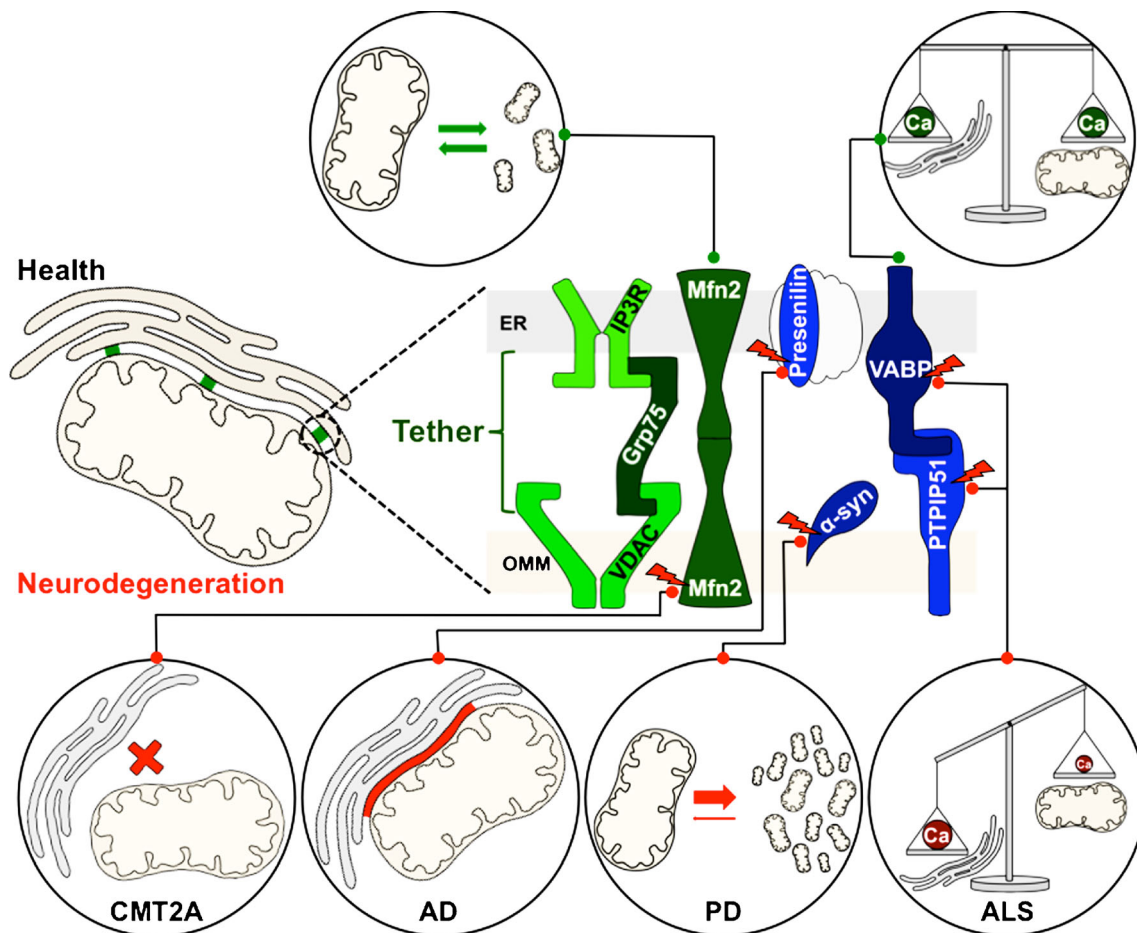 Ca
Ca
Health
ER
IP3R
Mfn2
Presenilin
VABP
Tether
Grp75
PTPIP51
α-syn
OMM
VDAC
Mfn2
Neurodegeneration
Ca
Ca
CMT2A
AD
PD
ALS